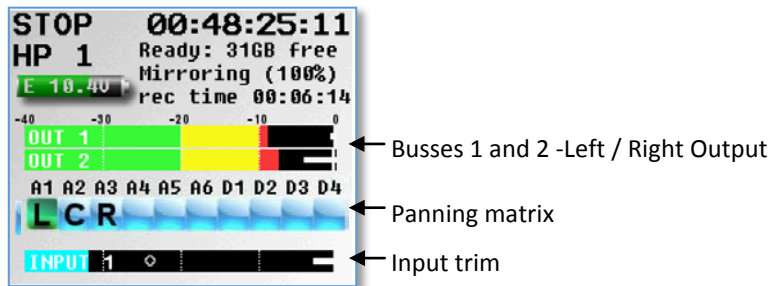 STOP 00:48:25:11
HP 1 Ready: 31GB free
Mirroring (100%)
E 10.4V rec time 00:06:14
-40 -30 -20 -10 0
OUT 1
OUT 2
Busses 1 and 2 -Left / Right Output
A1 A2 A3 A4 A5 A6 D1 D2 D3 D4
L C R
Panning matrix
INPUT 1
Input trim